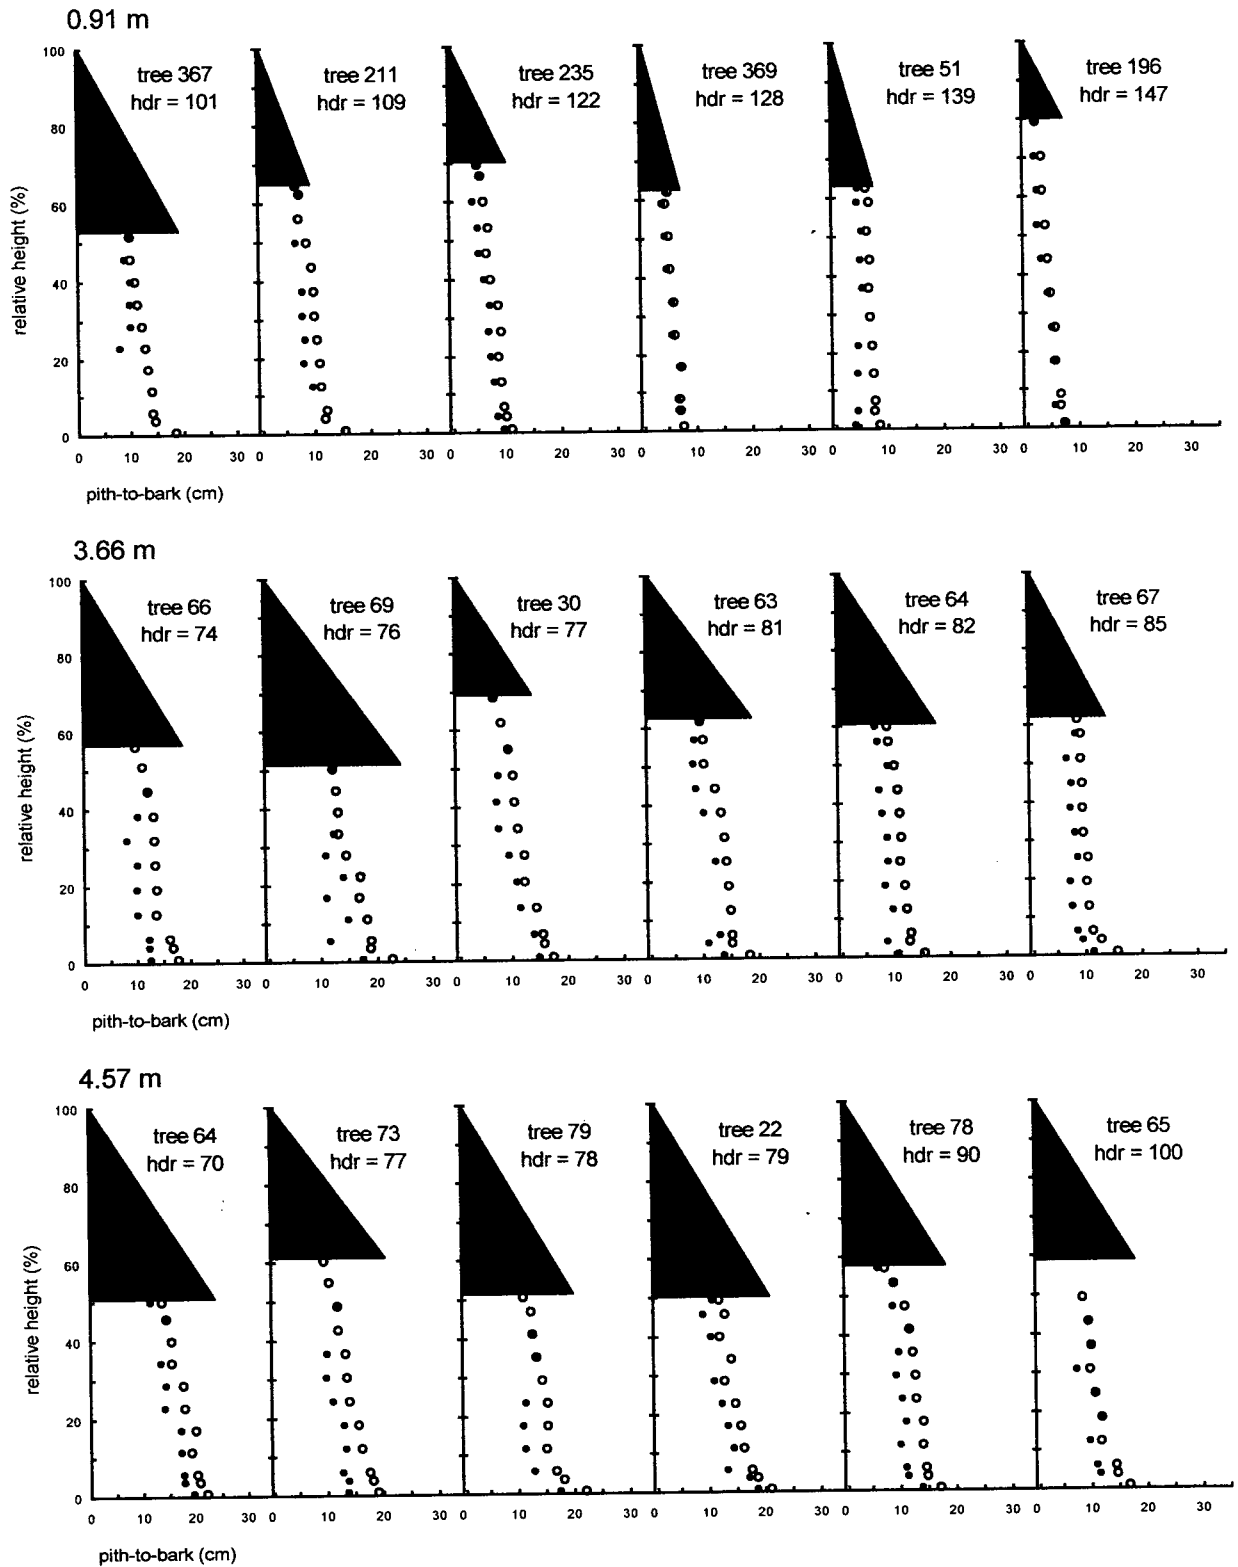 0.91 m
tree 367 tree 211 tree 235 tree 369 tree 51 tree 196
hdr = 101 hdr = 109 hdr = 122 hdr = 128 hdr = 139 hdr = 147
100
80
60
40
20
0
relative height (%)
0 10 20 30 0 10 20 30 0 10 20 30 0 10 20 30 0 10 20 30 0 10 20 30
pith-to-bark (cm)
3.66 m
tree 66 tree 69 tree 30 tree 63 tree 64 tree 67
hdr = 74 hdr = 76 hdr = 77 hdr = 81 hdr = 82 hdr = 85
100
80
60
40
20
0
relative height (%)
0 10 20 30 0 10 20 30 0 10 20 30 0 10 20 30 0 10 20 30 0 10 20 30
pith-to-bark (cm)
4.57 m
tree 64 tree 73 tree 79 tree 22 tree 78 tree 65
hdr = 70 hdr = 77 hdr = 78 hdr = 79 hdr = 90 hdr = 100
100
80
60
40
20
0
relative height (%)
0 10 20 30 0 10 20 30 0 10 20 30 0 10 20 30 0 10 20 30 0 10 20 30
pith-to-bark (cm)